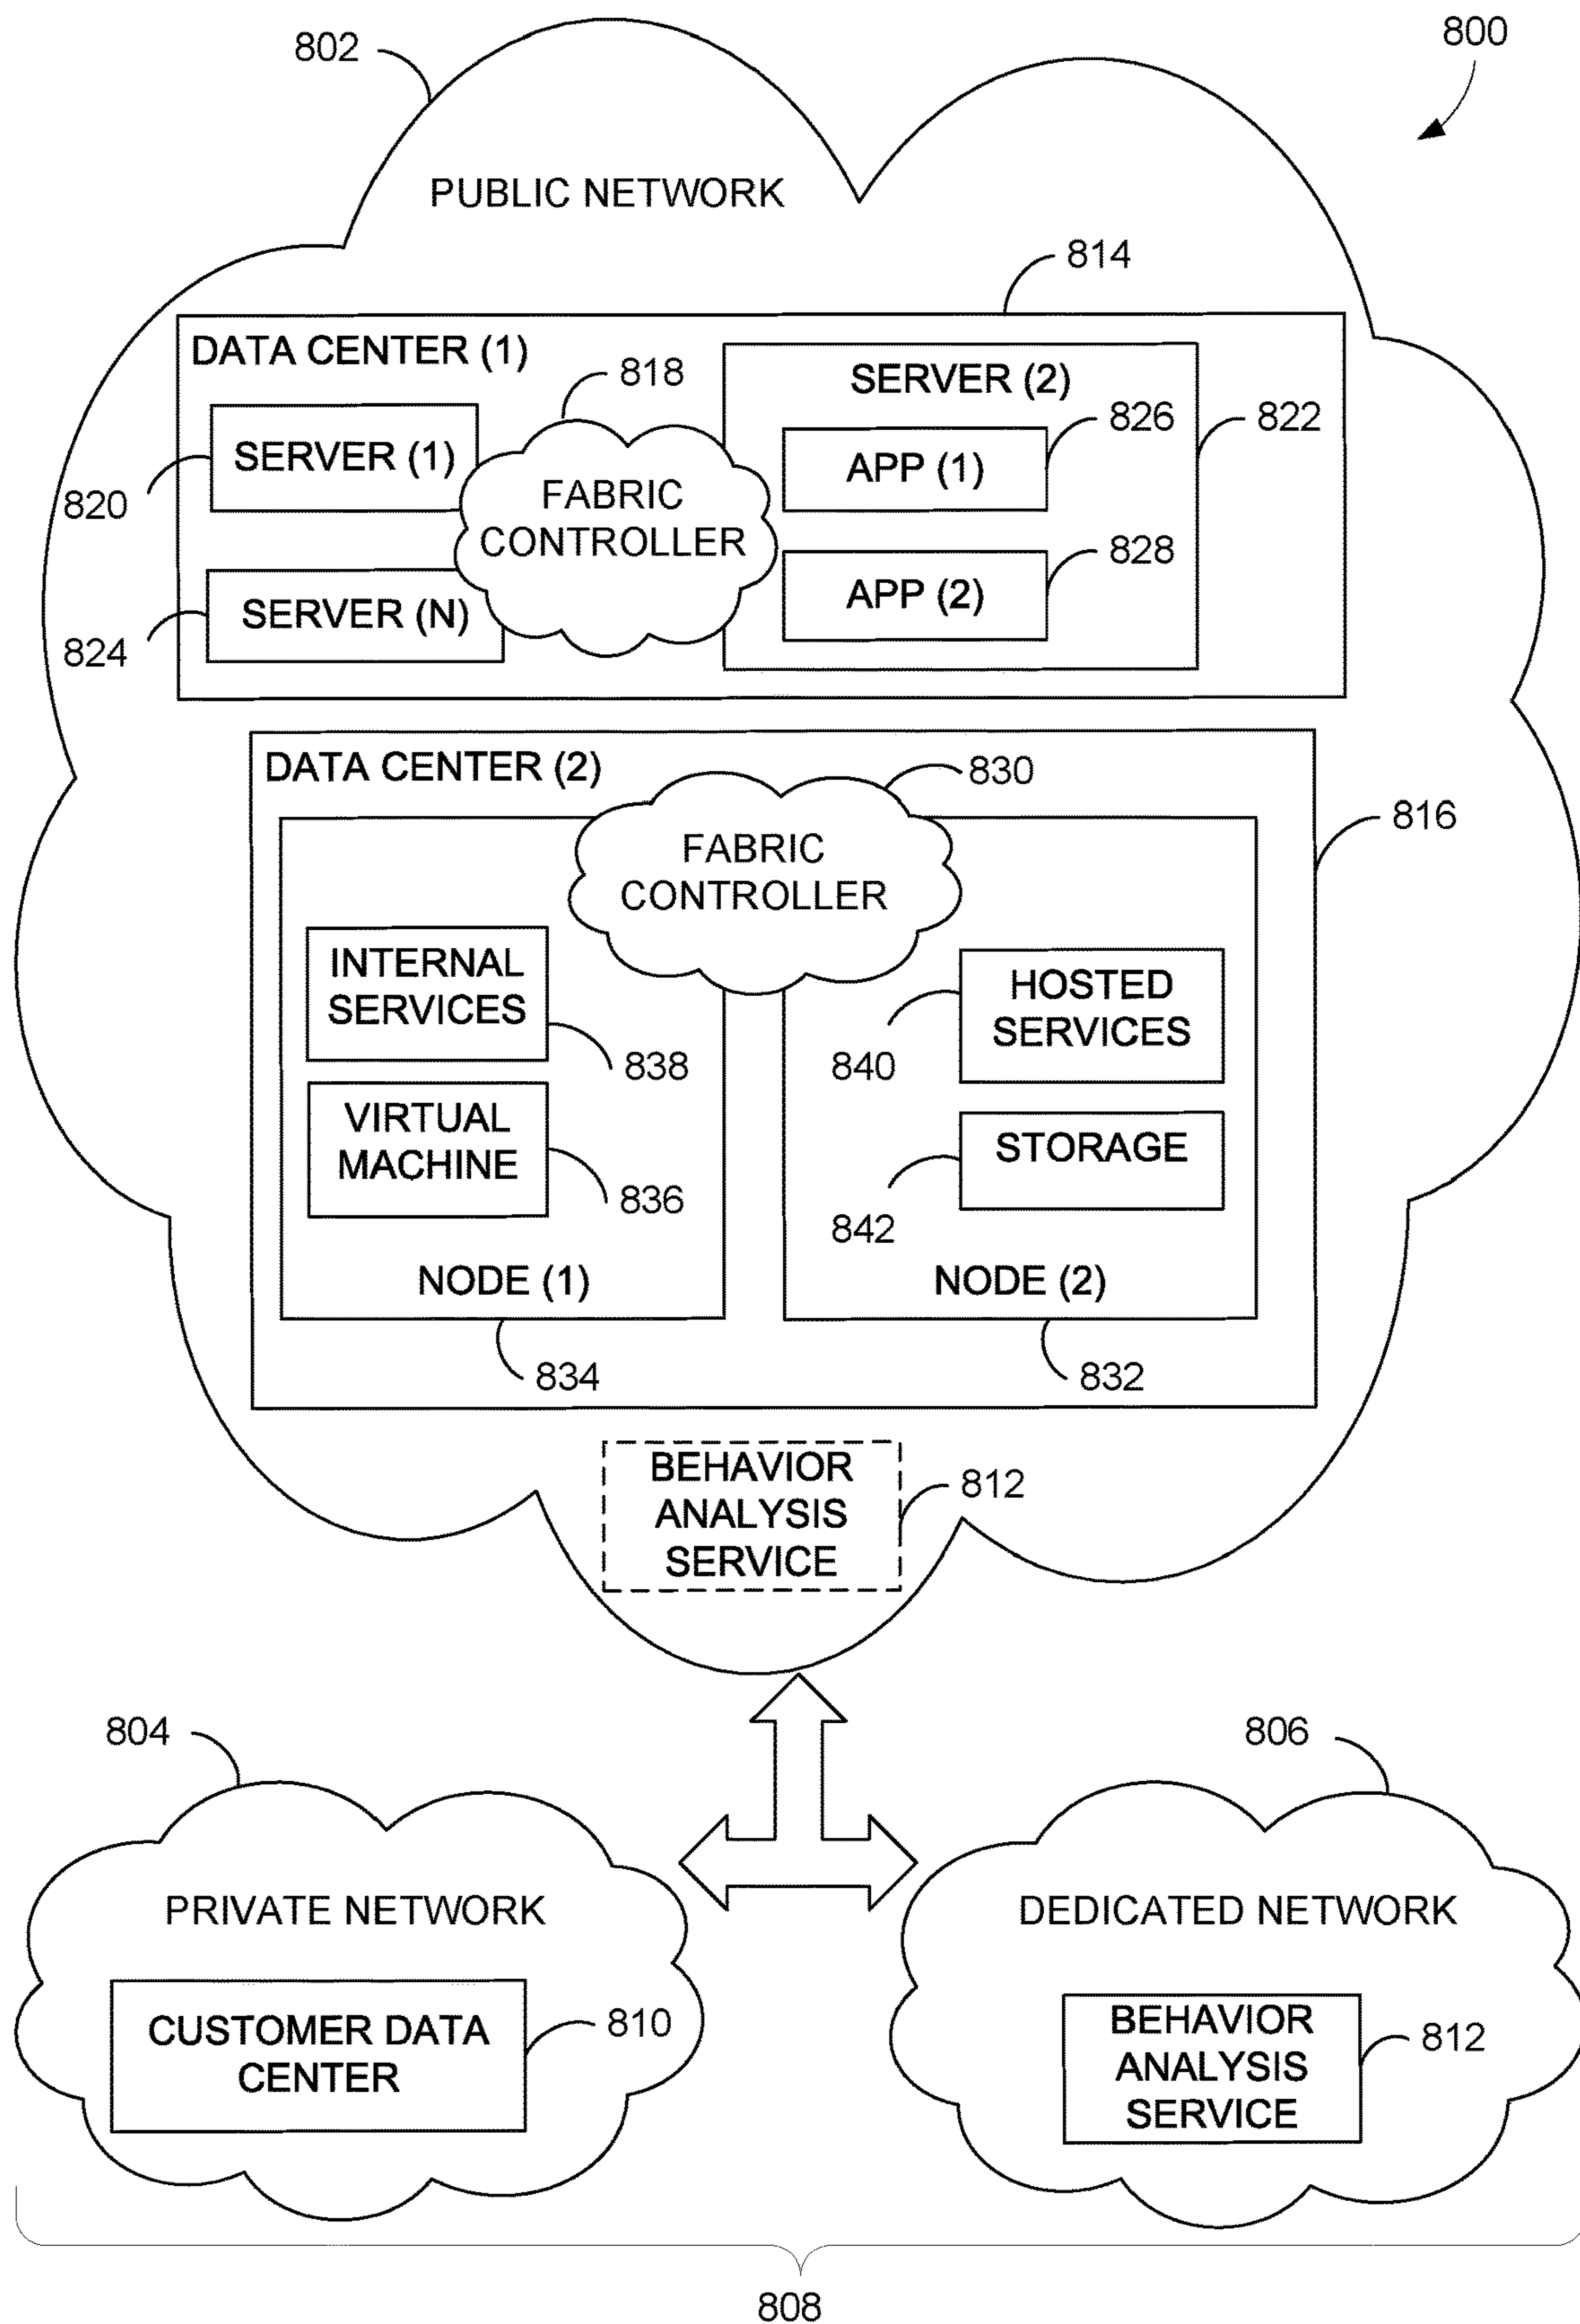 802
800
PUBLIC NETWORK
814
DATA CENTER (1)
818
SERVER (2)
826
822
SERVER (1)
APP (1)
820
FABRIC
CONTROLLER
828
SERVER (N)
APP (2)
824
DATA CENTER (2)
830
816
FABRIC
CONTROLLER
INTERNAL
SERVICES
838
HOSTED
SERVICES
840
VIRTUAL
MACHINE
836
STORAGE
842
NODE (1)
NODE (2)
834
832
BEHAVIOR
ANALYSIS
SERVICE
812
804
806
PRIVATE NETWORK
DEDICATED NETWORK
CUSTOMER DATA
CENTER
810
BEHAVIOR
ANALYSIS
SERVICE
812
808